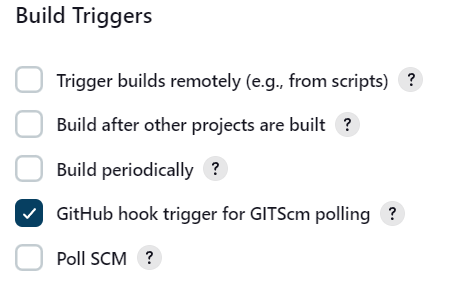 Build Triggers
Trigger builds remotely (e.g., from scripts) ?
Build after other projects are built ?
Build periodically ?
GitHub hook trigger for GITScm polling ?
Poll SCM ?